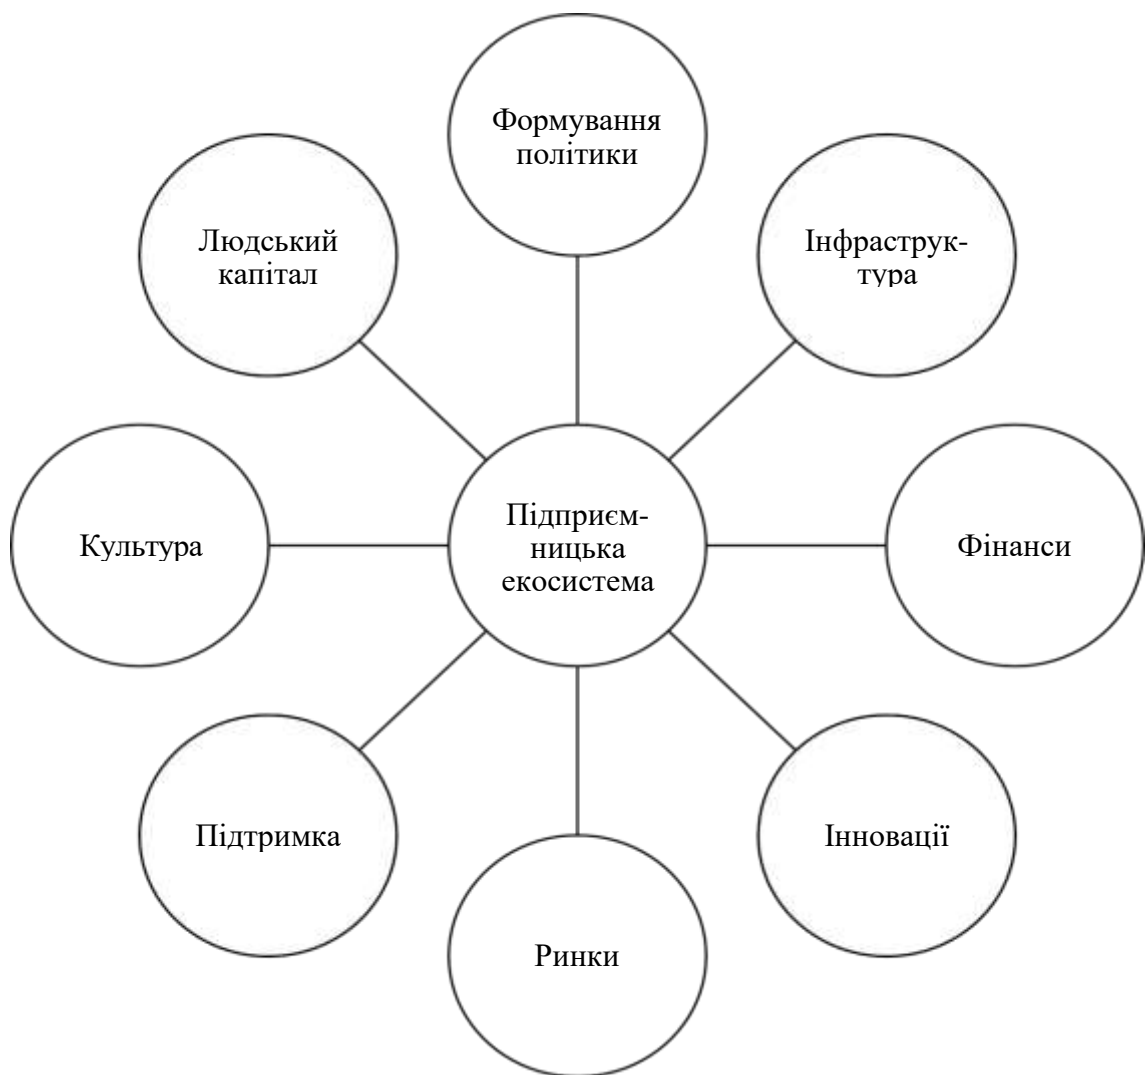 Формування
політики
Людський
капітал
Інфраструк-
тура
Культура
Підприєм-
ницька
екосистема
Фінанси
Підтримка
Інновації
Ринки